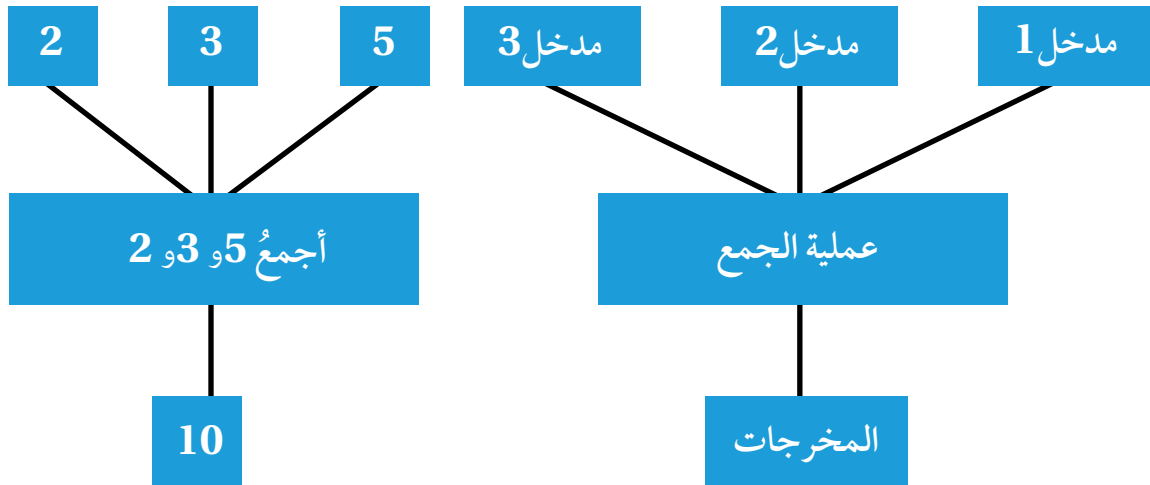 مدخل1
مدخل2
مدخل3
عملية الجمع
المخرجات
5
3
2
أجمعُ 5و 3و 2
10